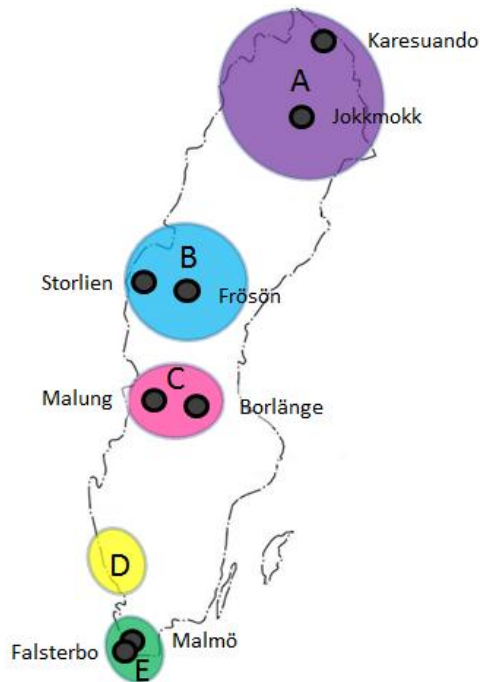 Karesuando
A
Jokkmokk
B
Storlien
Frösön
C
Malung
Borlänge
D
Malmö
Falsterbo
E